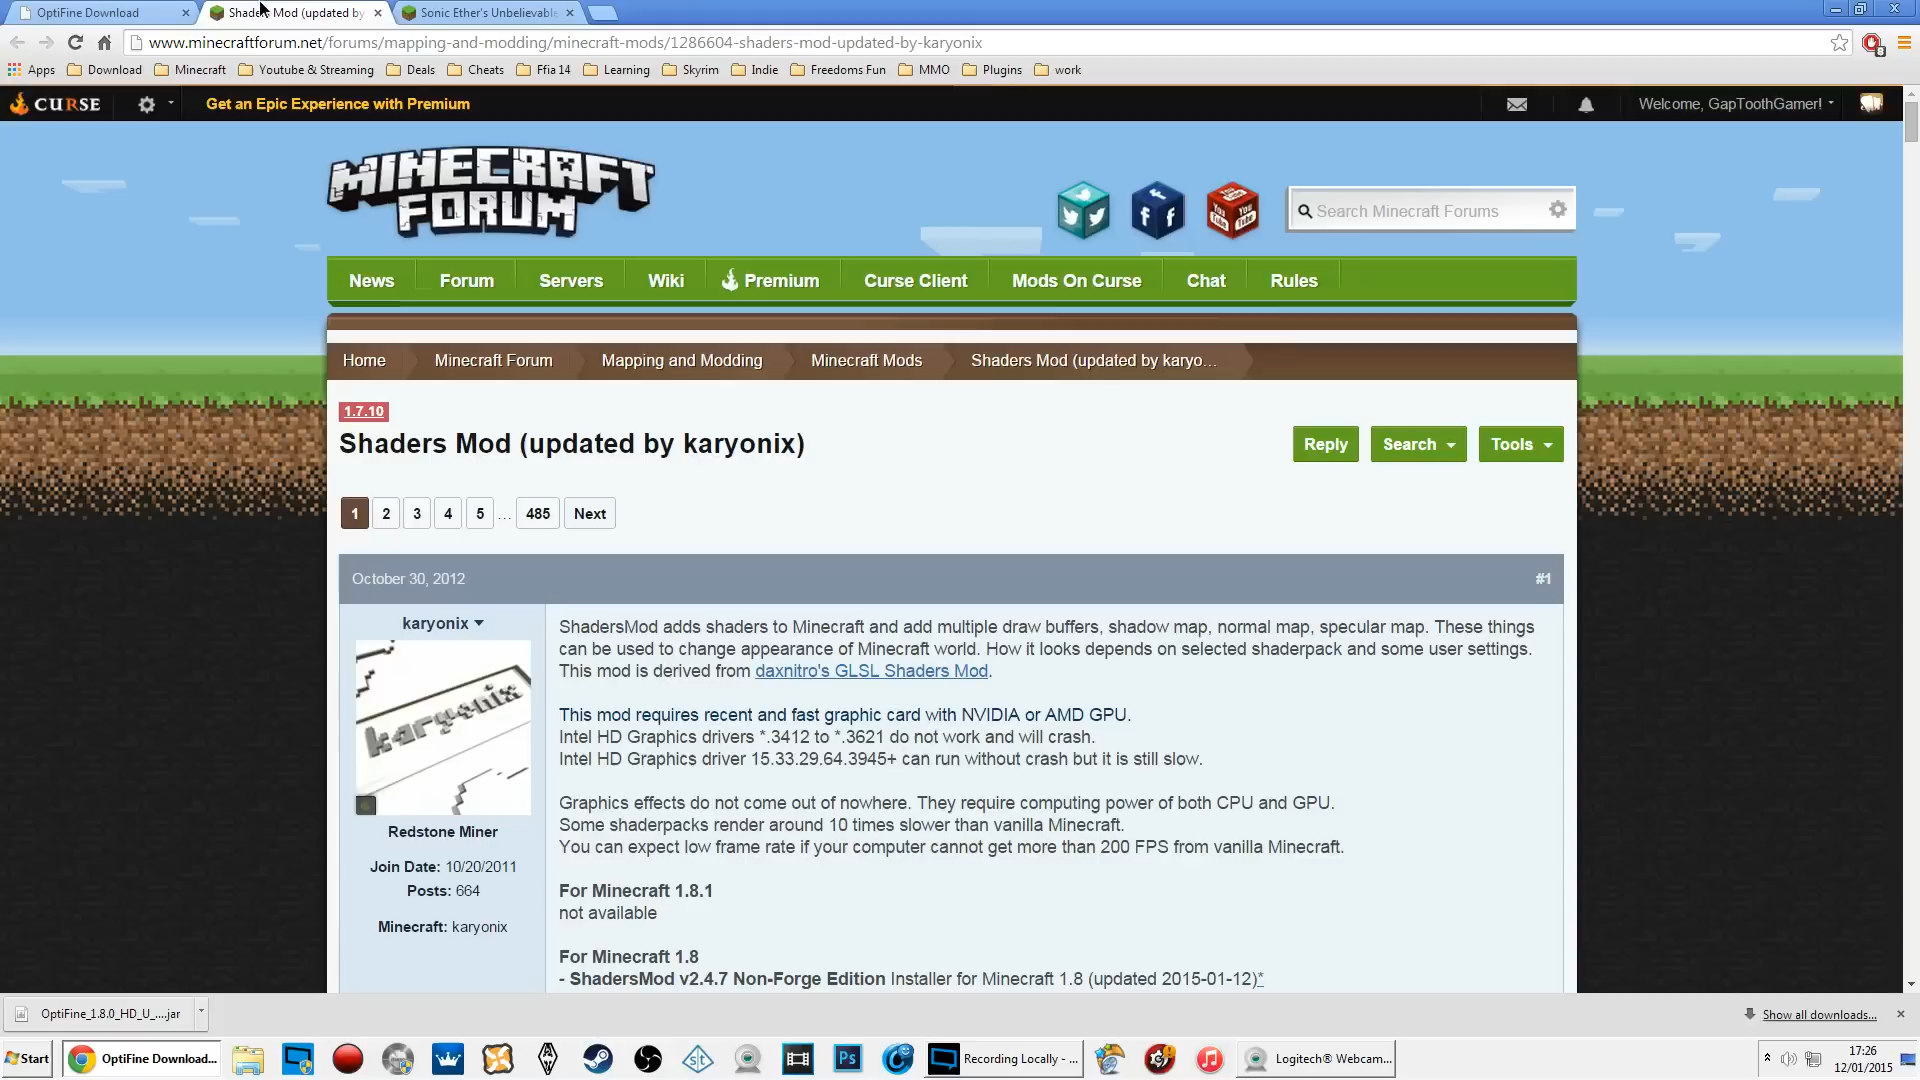 OptiFine Download
Shaders Mod (updated by
Sonic Ether's Unbelievable
www.minecraftforum.net/forums/mapping-and-modding/minecraft-mods/1286604-shaders-mod-updated-by-karyonix
8
Apps
Download
Minecraft
Youtube & Streaming
Deals
Cheats
Ffia 14
Learning
Skyrim
Indie
Freedoms Fun
MMO
Plugins
work
CURSE
Get an Epic Experience with Premium
Welcome, GapToothGamer!
MINECRAFT
FORUM
You Tube
You Tube
Search Minecraft Forums
News
Forum
Servers
Wiki
Premium
Curse Client
Mods On Curse
Chat
Rules
Home
Minecraft Forum
Mapping and Modding
Minecraft Mods
Shaders Mod (updated by karyo...
1.7.10
Shaders Mod (updated by karyonix)
Reply
Search
Tools
1 2 3 4 5 ... 485 Next
October 30, 2012
#1
karyonix
karyonix
Redstone Miner
Join Date: 10/20/2011
Posts: 664
Minecraft: karyonix
ShadersMod adds shaders to Minecraft and add multiple draw buffers, shadow map, normal map, specular map. These things
can be used to change appearance of Minecraft world. How it looks depends on selected shaderpack and some user settings.
This mod is derived from daxnitro's GLSL Shaders Mod.
This mod requires recent and fast graphic card with NVIDIA or AMD GPU.
Intel HD Graphics drivers *.3412 to *.3621 do not work and will crash.
Intel HD Graphics driver 15.33.29.64.3945+ can run without crash but it is still slow.
Graphics effects do not come out of nowhere. They require computing power of both CPU and GPU.
Some shaderpacks render around 10 times slower than vanilla Minecraft.
You can expect low frame rate if your computer cannot get more than 200 FPS from vanilla Minecraft.
For Minecraft 1.8.1
not available
For Minecraft 1.8
- ShadersMod v2.4.7 Non-Forge Edition Installer for Minecraft 1.8 (updated 2015-01-12)*
OptiFine_1.8.0_HD_U_....jar
Show all downloads...
Start
OptiFine Download...
st
Ps
Recording Locally - ...
Logitech® Webcam...
17:26
12/01/2015